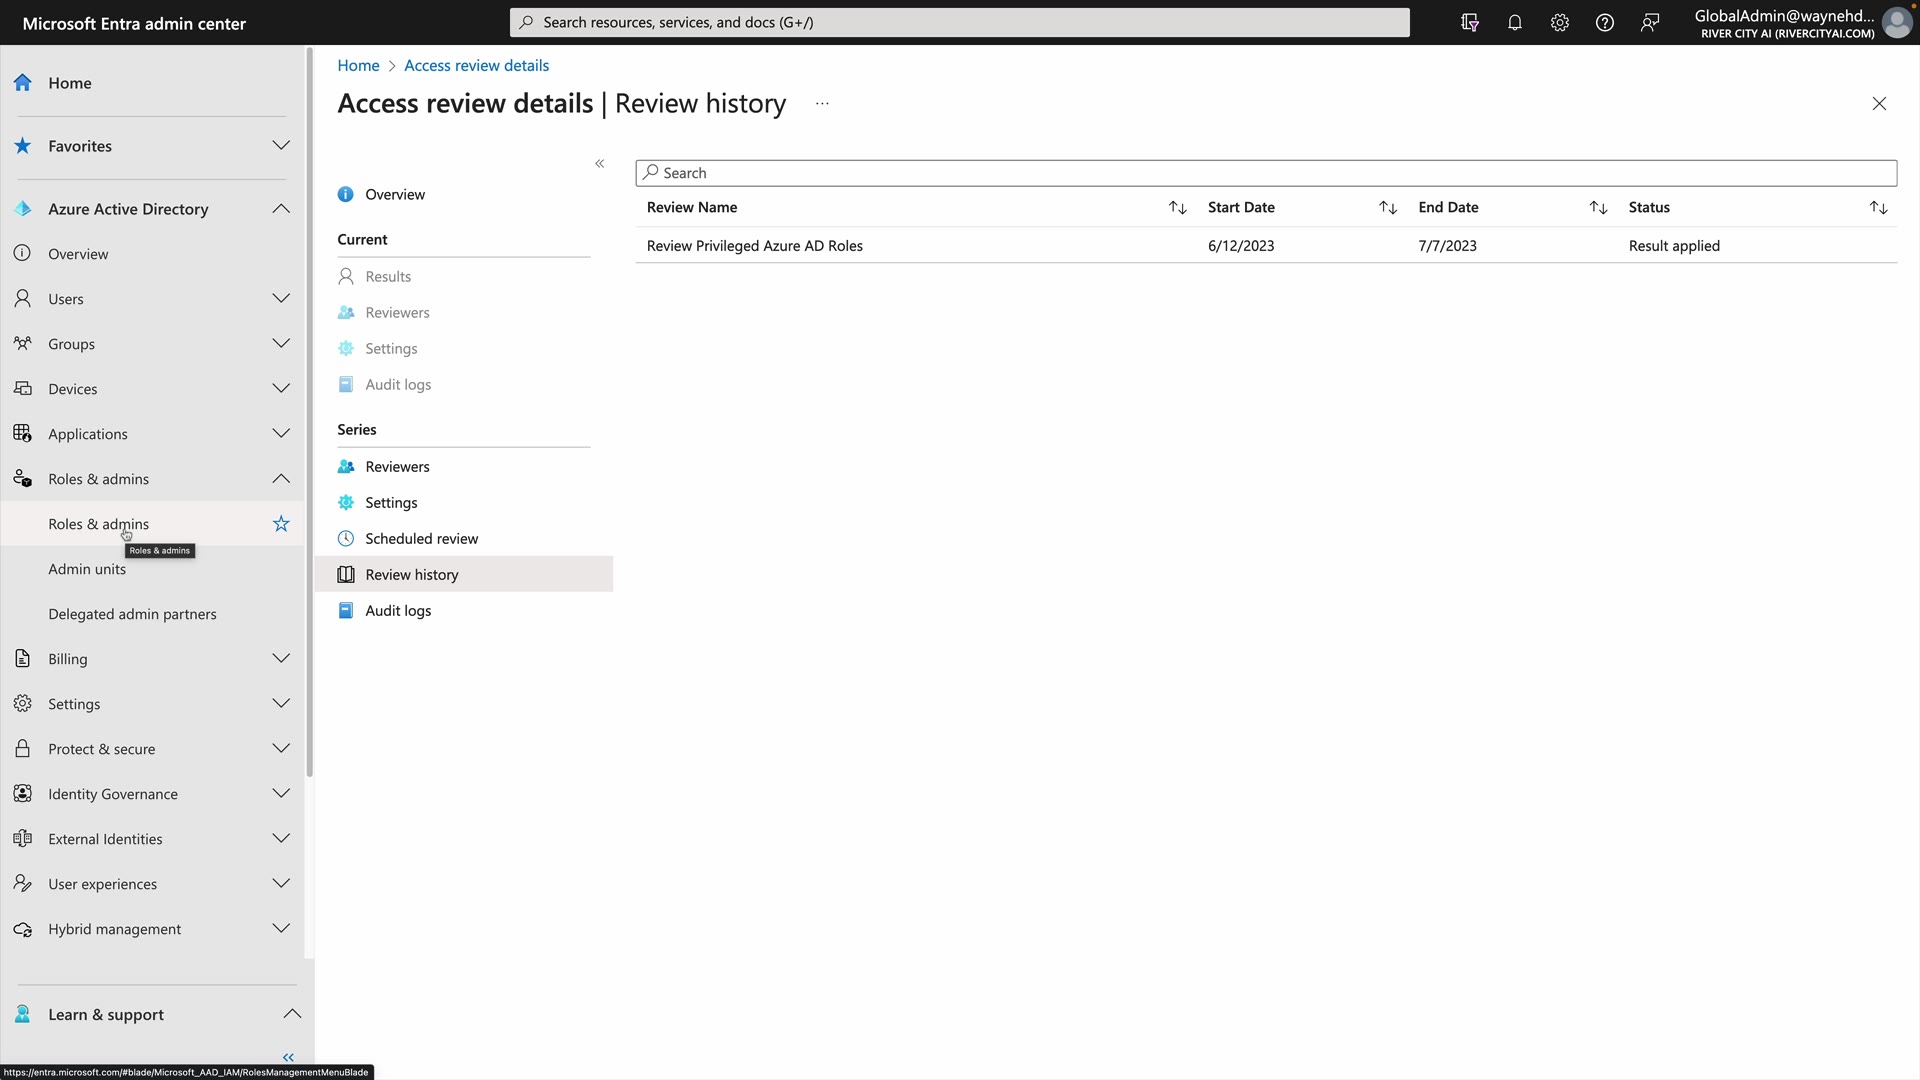 Microsoft Entra admin center
Search resources, services, and docs (G+/)
GlobalAdmin@waynehd...
RIVER CITY AI (RIVERCITYAI.COM)
Home
Favorites
Azure Active Directory
Overview
Users
Groups
Devices
Applications
Roles & admins
Roles & admins
Roles & admins
Admin units
Delegated admin partners
Billing
Settings
Protect & secure
Identity Governance
External Identities
User experiences
Hybrid management
Learn & support
https://entra.microsoft.com/#blade/Microsoft_AAD_IAM/RolesManagementMenuBlade
Home > Access review details
Access review details | Review history ...
Overview
Current
Results
Reviewers
Settings
Audit logs
Series
Reviewers
Settings
Scheduled review
Review history
Audit logs
Search
Review Name Start Date End Date Status
Review Privileged Azure AD Roles 6/12/2023 7/7/2023 Result applied